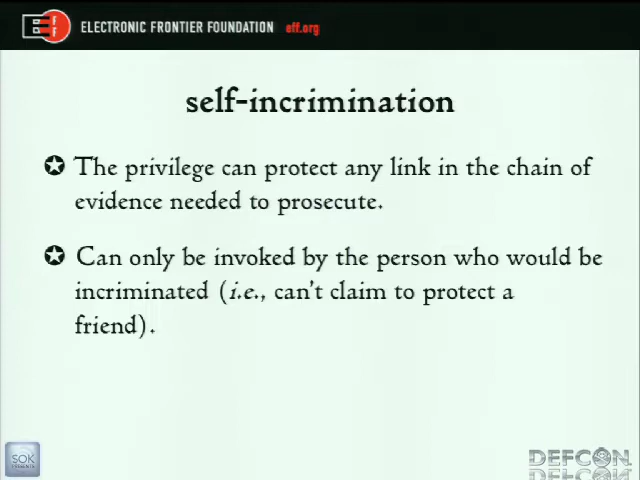 EFF
ELECTRONIC FRONTIER FOUNDATION eff.org
self-incrimination
✪ The privilege can protect any link in the chain of
evidence needed to prosecute.
✪ Can only be invoked by the person who would be
incriminated (i.e., can't claim to protect a
friend).
SOK
DEFCON